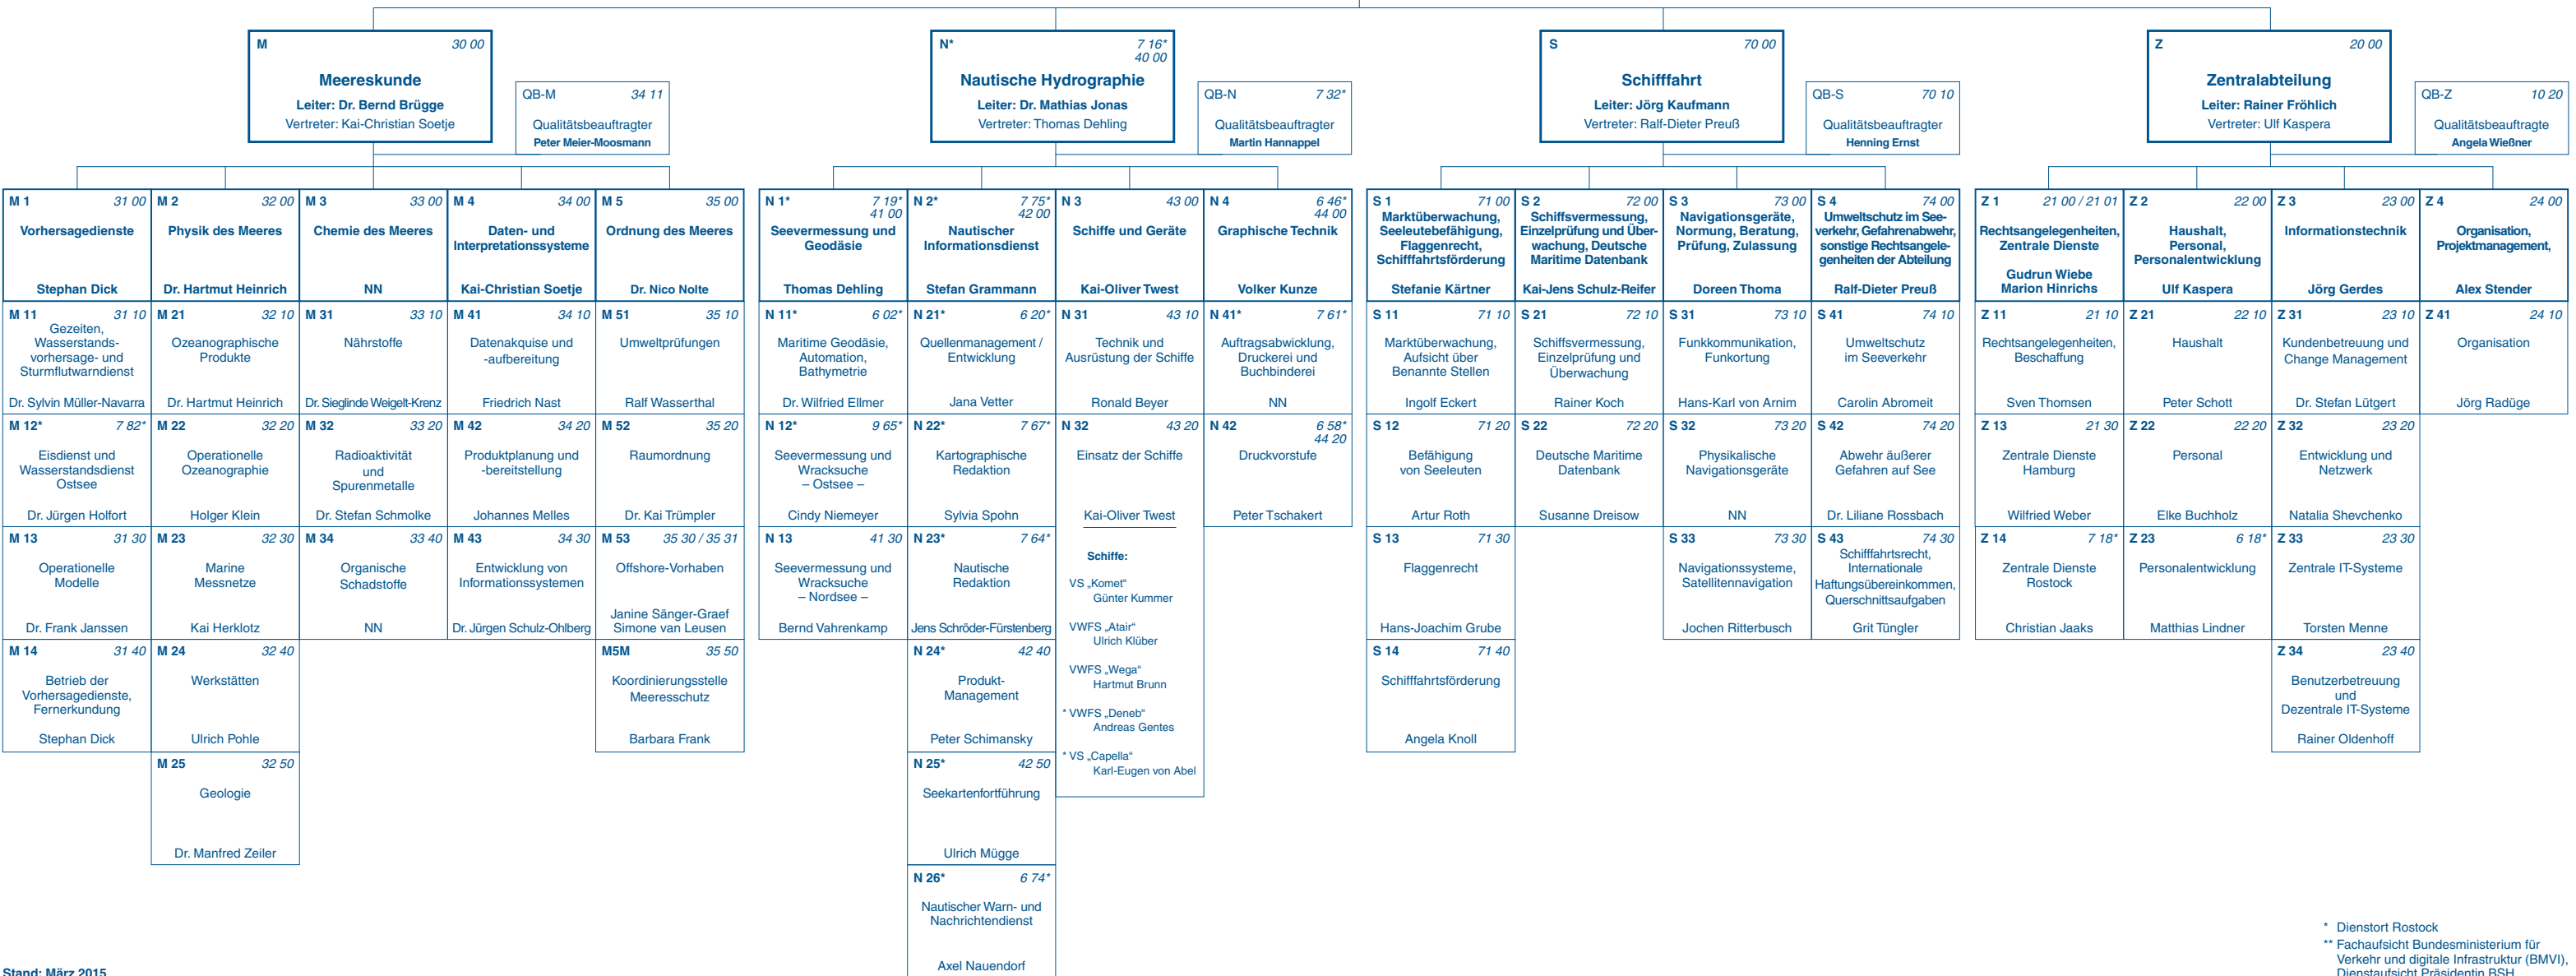 M 30 00
Meereskunde
Leiter: Dr. Bernd Brügge
Vertreter: Kai-Christian Soetje
QB-M 34 11
Qualitätsbeauftragter
Peter Meier-Moosmann
N* 7 16*
40 00
Nautische Hydrographie
Leiter: Dr. Mathias Jonas
Vertreter: Thomas Dehling
QB-N 7 32*
Qualitätsbeauftragter
Martin Hannappel
S 70 00
Schifffahrt
Leiter: Jörg Kaufmann
Vertreter: Ralf-Dieter Preuß
QB-S 70 10
Qualitätsbeauftragter
Henning Ernst
Z 20 00
Zentralabteilung
Leiter: Rainer Fröhlich
Vertreter: Ulf Kaspera
QB-Z 10 20
Qualitätsbeauftragte
Angela Wießner
M 1 31 00
Vorhersagedienste
Stephan Dick
M 11 31 10
Gezeiten,
Wasserstands-
vorhersage- und
Sturmflutwarndienst
Dr. Sylvin Müller-Navarra
M 12* 7 82*
Eisdienst und
Wasserstandsdienst
Ostsee
Dr. Jürgen Holfort
M 13 31 30
Operationelle
Modelle
Dr. Frank Janssen
M 14 31 40
Betrieb der
Vorhersagedienste,
Fernerkundung
Stephan Dick
M 2 32 00
Physik des Meeres
Dr. Hartmut Heinrich
M 21 32 10
Ozeanographische
Produkte
Dr. Hartmut Heinrich
M 22 32 20
Operationelle
Ozeanographie
Holger Klein
M 23 32 30
Marine
Messnetze
Kai Herklotz
M 24 32 40
Werkstätten
Ulrich Pohle
M 25 32 50
Geologie
Dr. Manfred Zeiler
M 3 33 00
Chemie des Meeres
NN
M 31 33 10
Nährstoffe
Dr. Sieglinde Weigelt-Krenz
M 32 33 20
Radioaktivität
und
Spurenmetalle
Dr. Stefan Schmolke
M 34 33 40
Organische
Schadstoffe
NN
M 4 34 00
Daten- und
Interpretationssysteme
Kai-Christian Soetje
M 41 34 10
Datenakquise und
-aufbereitung
Friedrich Nast
M 42 34 20
Produktplanung und
-bereitstellung
Johannes Melles
M 43 34 30
Entwicklung von
Informationssystemen
Dr. Jürgen Schulz-Ohlberg
M 5 35 00
Ordnung des Meeres
Dr. Nico Nolte
M 51 35 10
Umweltprüfungen
Ralf Wasserthal
M 52 35 20
Raumordnung
Dr. Kai Trümpler
M 53 35 30 / 35 31
Offshore-Vorhaben
Janine Sänger-Graef
Simone van Leusen
M5M 35 50
Koordinierungsstelle
Meeresschutz
Barbara Frank
N 1* 7 19*
41 00
Seevermessung und
Geodäsie
Thomas Dehling
N 11* 6 02*
Maritime Geodäsie,
Automation,
Bathymetrie
Dr. Wilfried Ellmer
N 12* 9 65*
Seevermessung und
Wracksuche
– Ostsee –
Cindy Niemeyer
N 13 41 30
Seevermessung und
Wracksuche
– Nordsee –
Bernd Vahrenkamp
N 2* 7 75*
42 00
Nautischer
Informationsdienst
Stefan Grammann
N 21* 6 20*
Quellenmanagement /
Entwicklung
Jana Vetter
N 22* 7 67*
Kartographische
Redaktion
Sylvia Spohn
N 23* 7 64*
Nautische
Redaktion
Jens Schröder-Fürstenberg
N 24* 42 40
Produkt-
Management
Peter Schimansky
N 25* 42 50
Seekartenfortführung
Ulrich Mügge
N 26* 6 74*
Nautischer Warn- und
Nachrichtendienst
Axel Nauendorf
N 3 43 00
Schiffe und Geräte
Kai-Oliver Twest
N 31 43 10
Technik und
Ausrüstung der Schiffe
Ronald Beyer
N 32 43 20
Einsatz der Schiffe
Kai-Oliver Twest
Schiffe:
VS „Komet“
Günter Kummer
VWFS „Atair“
Ulrich Klüber
VWFS „Wega“
Hartmut Brunn
* VWFS „Deneb“
Andreas Gentes
* VS „Capella“
Karl-Eugen von Abel
N 4 6 46*
44 00
Graphische Technik
Volker Kunze
N 41* 7 61*
Auftragsabwicklung,
Druckerei und
Buchbinderei
NN
N 42 6 58*
44 20
Druckvorstufe
Peter Tschakert
S 1 71 00
Marktüberwachung,
Seeleutebefähigung,
Flaggenrecht,
Schifffahrtsförderung
Stefanie Kärtner
S 11 71 10
Marktüberwachung,
Aufsicht über
Benannte Stellen
Ingolf Eckert
S 12 71 20
Befähigung
von Seeleuten
Artur Roth
S 13 71 30
Flaggenrecht
Hans-Joachim Grube
S 14 71 40
Schifffahrtsförderung
Angela Knoll
S 2 72 00
Schiffsvermessung,
Einzelprüfung und Über-
wachung, Deutsche
Maritime Datenbank
Kai-Jens Schulz-Reifer
S 21 72 10
Schiffsvermessung,
Einzelprüfung und
Überwachung
Rainer Koch
S 22 72 20
Deutsche Maritime
Datenbank
Susanne Dreisow
S 3 73 00
Navigationsgeräte,
Normung, Beratung,
Prüfung, Zulassung
Doreen Thoma
S 31 73 10
Funkkommunikation,
Funkortung
Hans-Karl von Arnim
S 32 73 20
Physikalische
Navigationsgeräte
NN
S 33 73 30
Navigationssysteme,
Satellitennavigation
Jochen Ritterbusch
S 4 74 00
Umweltschutz im See-
verkehr, Gefahrenabwehr,
sonstige Rechtsangele-
genheiten der Abteilung
Ralf-Dieter Preuß
S 41 74 10
Umweltschutz
im Seeverkehr
Carolin Abromeit
S 42 74 20
Abwehr äußerer
Gefahren auf See
Dr. Liliane Rossbach
S 43 74 30
Schifffahrtsrecht,
Internationale
Haftungsübereinkommen,
Querschnittsaufgaben
Grit Tüngler
Z 1 21 00 / 21 01
Rechtsangelegenheiten,
Zentrale Dienste
Gudrun Wiebe
Marion Hinrichs
Z 11 21 10
Rechtsangelegenheiten,
Beschaffung
Sven Thomsen
Z 13 21 30
Zentrale Dienste
Hamburg
Wilfried Weber
Z 14 7 18*
Zentrale Dienste
Rostock
Christian Jaaks
Z 2 22 00
Haushalt,
Personal,
Personalentwicklung
Ulf Kaspera
Z 21 22 10
Haushalt
Peter Schott
Z 22 22 20
Personal
Elke Buchholz
Z 23 6 18*
Personalentwicklung
Matthias Lindner
Z 3 23 00
Informationstechnik
Jörg Gerdes
Z 31 23 10
Kundenbetreuung und
Change Management
Dr. Stefan Lütgert
Z 32 23 20
Entwicklung und
Netzwerk
Natalia Shevchenko
Z 33 23 30
Zentrale IT-Systeme
Torsten Menne
Z 34 23 40
Benutzerbetreuung
und
Dezentrale IT-Systeme
Rainer Oldenhoff
Z 4 24 00
Organisation,
Projektmanagement,
Alex Stender
Z 41 24 10
Organisation
Jörg Radüge
Stand: März 2015
* Dienstort Rostock
** Fachaufsicht Bundesministerium für
Verkehr und digitale Infrastruktur (BMVI),
Dienstaufsicht Präsidentin BSH